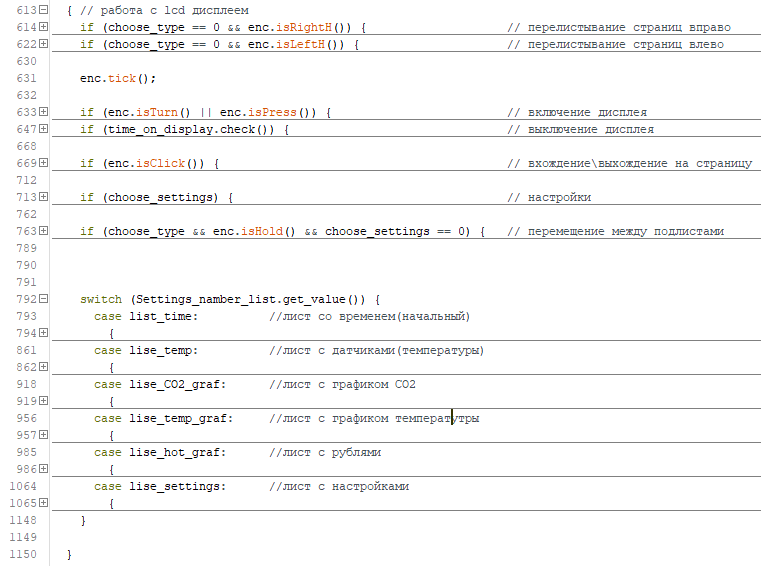 613 { // работа с lcd дисплеем
614 if (choose_type == 0 && enc.isRightH()) { // перелистывание страниц вправо
622 if (choose_type == 0 && enc.isLeftH()) { // перелистывание страниц влево
630
631 enc.tick();
632
633 if (enc.isTurn() || enc.isPress()) { // включение дисплея
647 if (time_on_display.check()) { // выключение дисплея
668
669 if (enc.isClick()) { // вхождение\выхождение на страницу
712
713 if (choose_settings) { // настройки
762
763 if (choose_type && enc.isHold() && choose_settings == 0) { // перемещение между подлистами
789
790
791
792 switch (Settings_namber_list.get_value()) {
793 case list_time: //лист со временем(начальный)
794 {
861 case lise_temp: //лист с датчиками(температуры)
862 {
918 case lise_CO2_graf: //лист с графиком CO2
919 {
956 case lise_temp_graf: //лист с графиком температутры
957 {
985 case lise_hot_graf: //лист с рублями
986 {
1064 case lise_settings: //лист с настройками
1065 {
1148 }
1149
1150 }